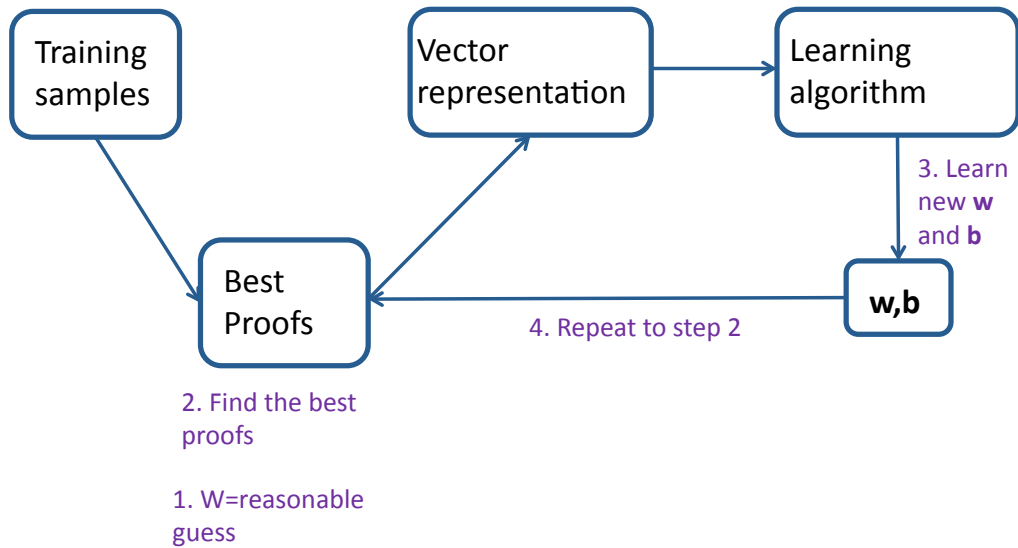 Training
samples
Vector
representation
Learning
algorithm
3. Learn
new w
and b
Best
Proofs
w,b
4. Repeat to step 2
2. Find the best
proofs
1. W=reasonable
guess